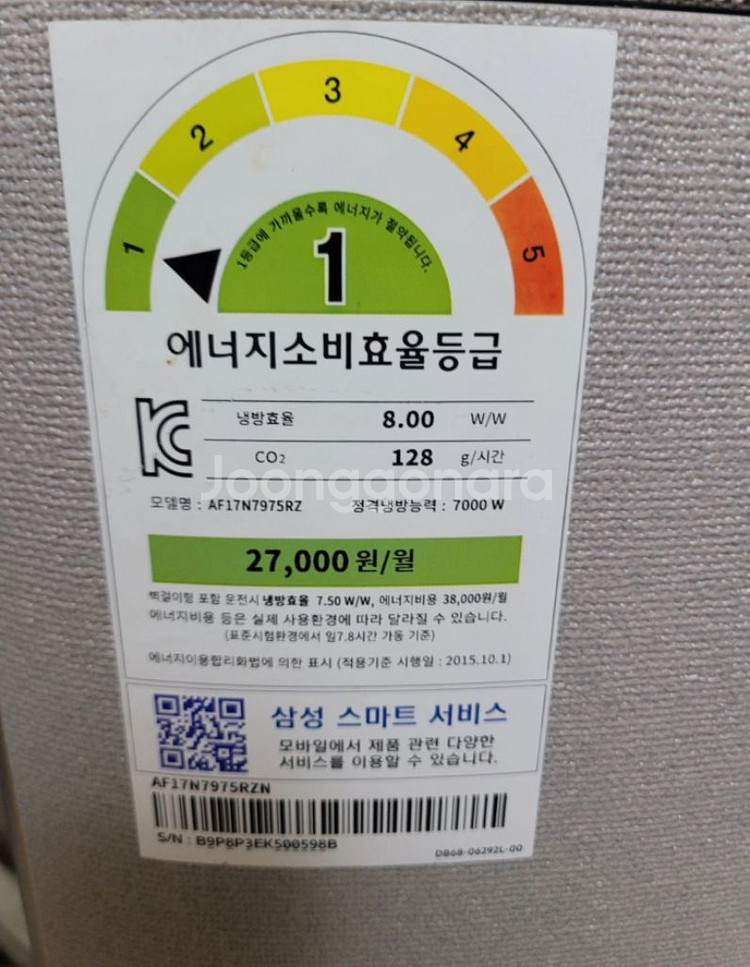 1
2
3
4
5
1등급에 가까울수록 에너지가 절약됩니다.
1
에너지소비효율등급
냉방효율 8.00 W/W
CO2 128 g/시간
Joonggonara
모델명 : AF17N7975RZ 정격냉방능력 : 7000 W
27,000 원/월
벽걸이형 포함 운전시 냉방효율 7.50 W/W, 에너지비용 38,000원/월
에너지비용 등은 실제 사용환경에 따라 달라질 수 있습니다.
(표준시험환경에서 일7.8시간 가동 기준)
에너지이용합리화법에 의한 표시 (적용기준 시행일 : 2015.10.1)
삼성 스마트 서비스
모바일에서 제품 관련 다양한
서비스를 이용할 수 있습니다.
AF17N7975RZN
S/N : B9P8P3EK500598B
DB68-06292L-00